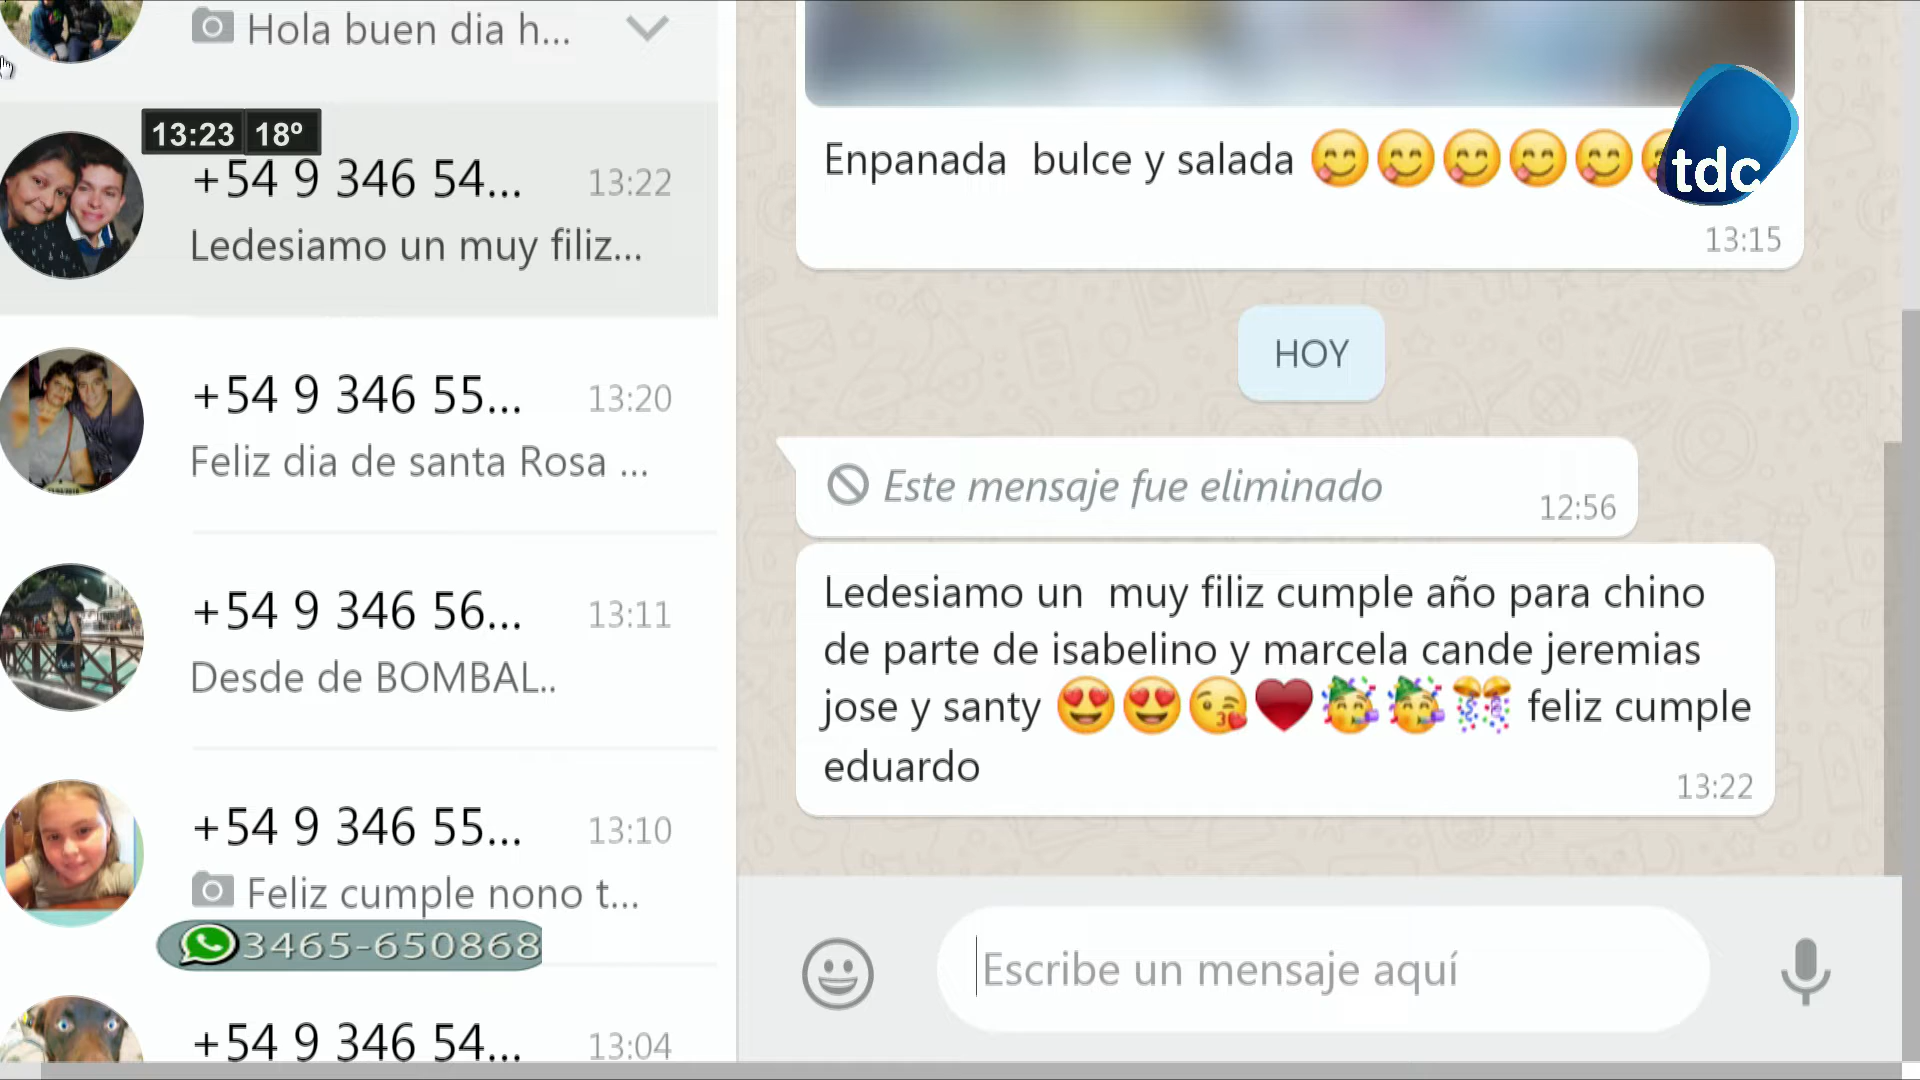 Hola buen dia h...
13:23 18º
+54 9 346 54... 13:22
Ledesiamo un muy filiz...
+54 9 346 55... 13:20
Feliz dia de santa Rosa ...
+54 9 346 56... 13:11
Desde de BOMBAL..
+54 9 346 55... 13:10
Feliz cumple nono t...
3465-650868
+54 9 346 54... 13:04
Enpanada bulce y salada 😋😋😋😋😋
tdc
13:15
HOY
Este mensaje fue eliminado
12:56
Ledesiamo un muy filiz cumple año para chino
de parte de isabelino y marcela cande jeremias
jose y santy 😍😍😘❤️🥳🥳🎊 feliz cumple
eduardo
13:22
Escribe un mensaje aquí